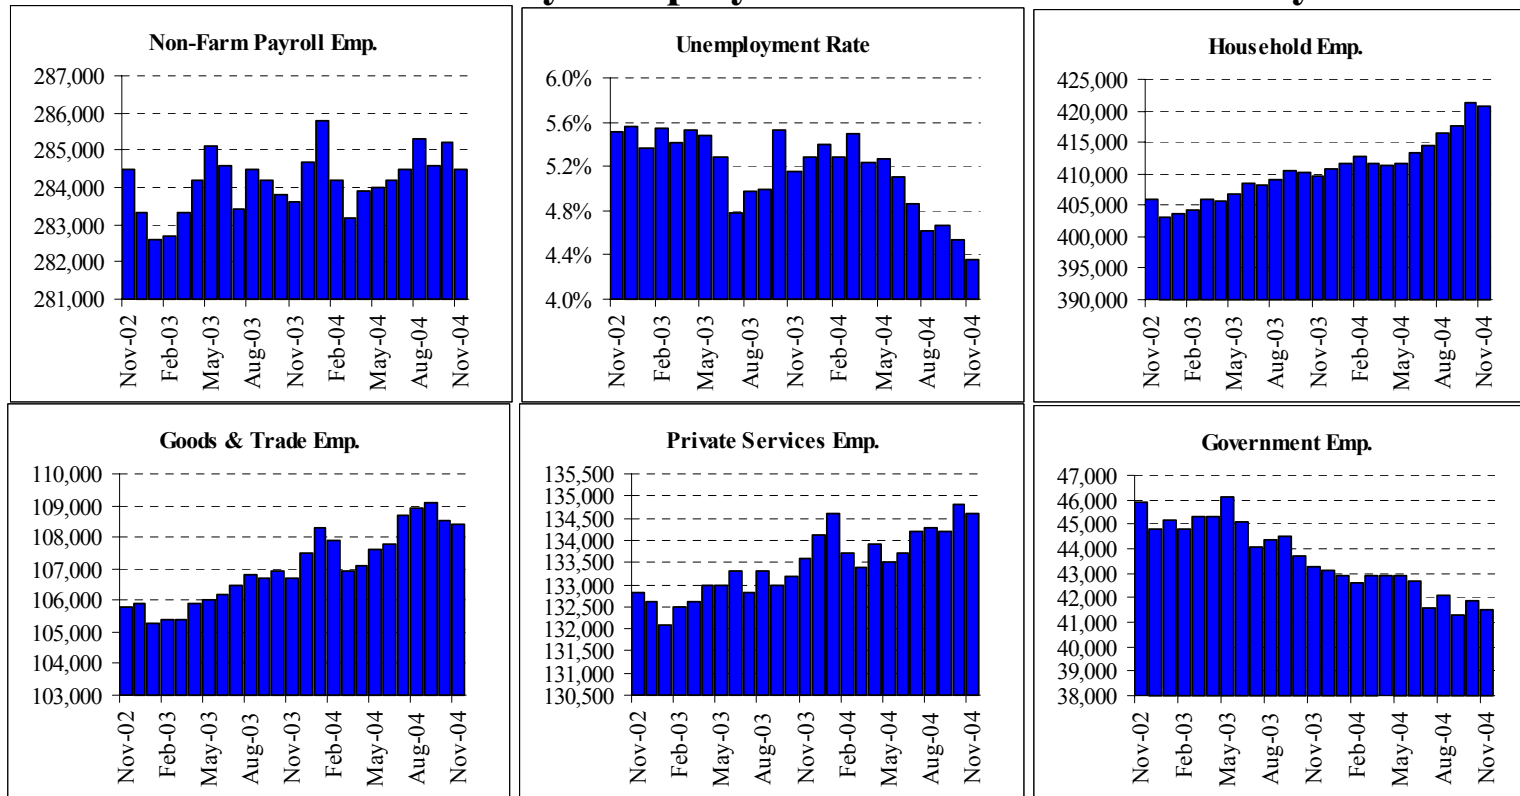 Non-Farm Payroll Emp.
287,000
286,000
285,000
284,000
283,000
282,000
281,000
Nov-02
Feb-03
May-03
Aug-03
Nov-03
Feb-04
May-04
Aug-04
Nov-04
Unemployment Rate
6.0%
5.6%
5.2%
4.8%
4.4%
4.0%
Nov-02
Feb-03
May-03
Aug-03
Nov-03
Feb-04
May-04
Aug-04
Nov-04
Household Emp.
425,000
420,000
415,000
410,000
405,000
400,000
395,000
390,000
Nov-02
Feb-03
May-03
Aug-03
Nov-03
Feb-04
May-04
Aug-04
Nov-04
Goods & Trade Emp.
110,000
109,000
108,000
107,000
106,000
105,000
104,000
103,000
Nov-02
Feb-03
May-03
Aug-03
Nov-03
Feb-04
May-04
Aug-04
Nov-04
Private Services Emp.
135,500
135,000
134,500
134,000
133,500
133,000
132,500
132,000
131,500
131,000
130,500
Nov-02
Feb-03
May-03
Aug-03
Nov-03
Feb-04
May-04
Aug-04
Nov-04
Government Emp.
47,000
46,000
45,000
44,000
43,000
42,000
41,000
40,000
39,000
38,000
Nov-02
Feb-03
May-03
Aug-03
Nov-03
Feb-04
May-04
Aug-04
Nov-04